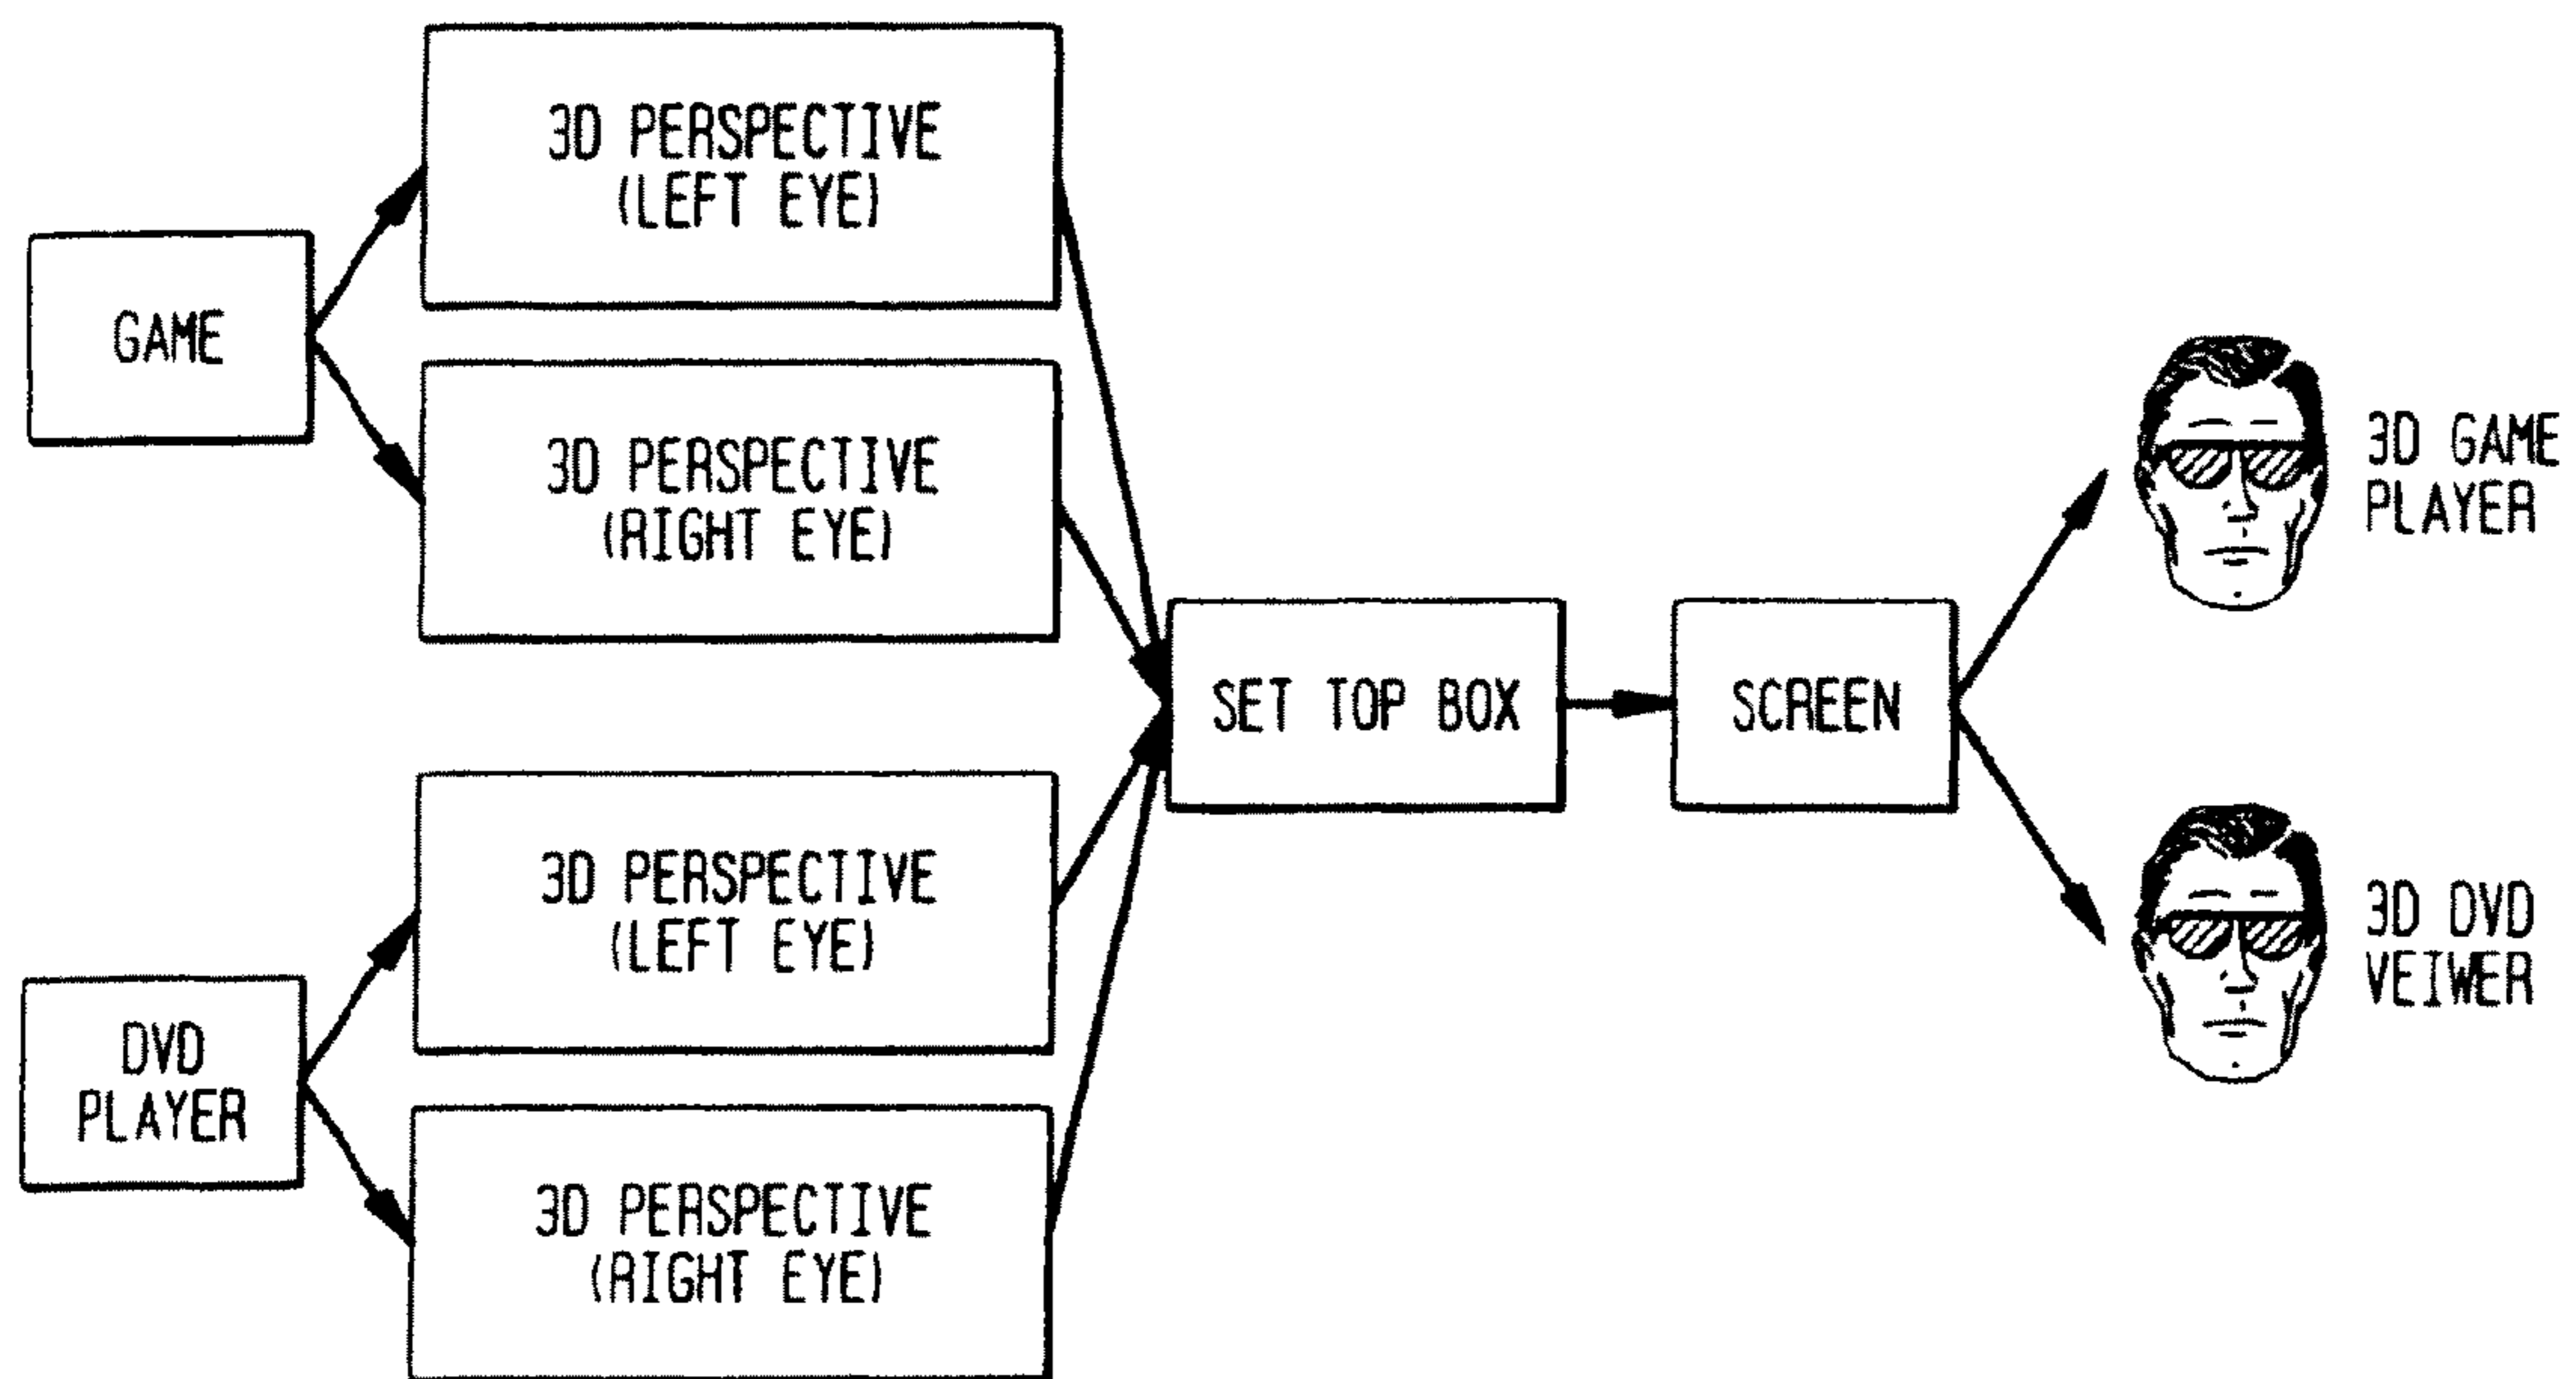 3D PERSPECTIVE
(LEFT EYE)
GAME
3D PERSPECTIVE
(RIGHT EYE)
3D GAME
PLAYER
SET TOP BOX
SCREEN
3D PERSPECTIVE
(LEFT EYE)
3D DVD
VEIWER
DVD
PLAYER
3D PERSPECTIVE
(RIGHT EYE)